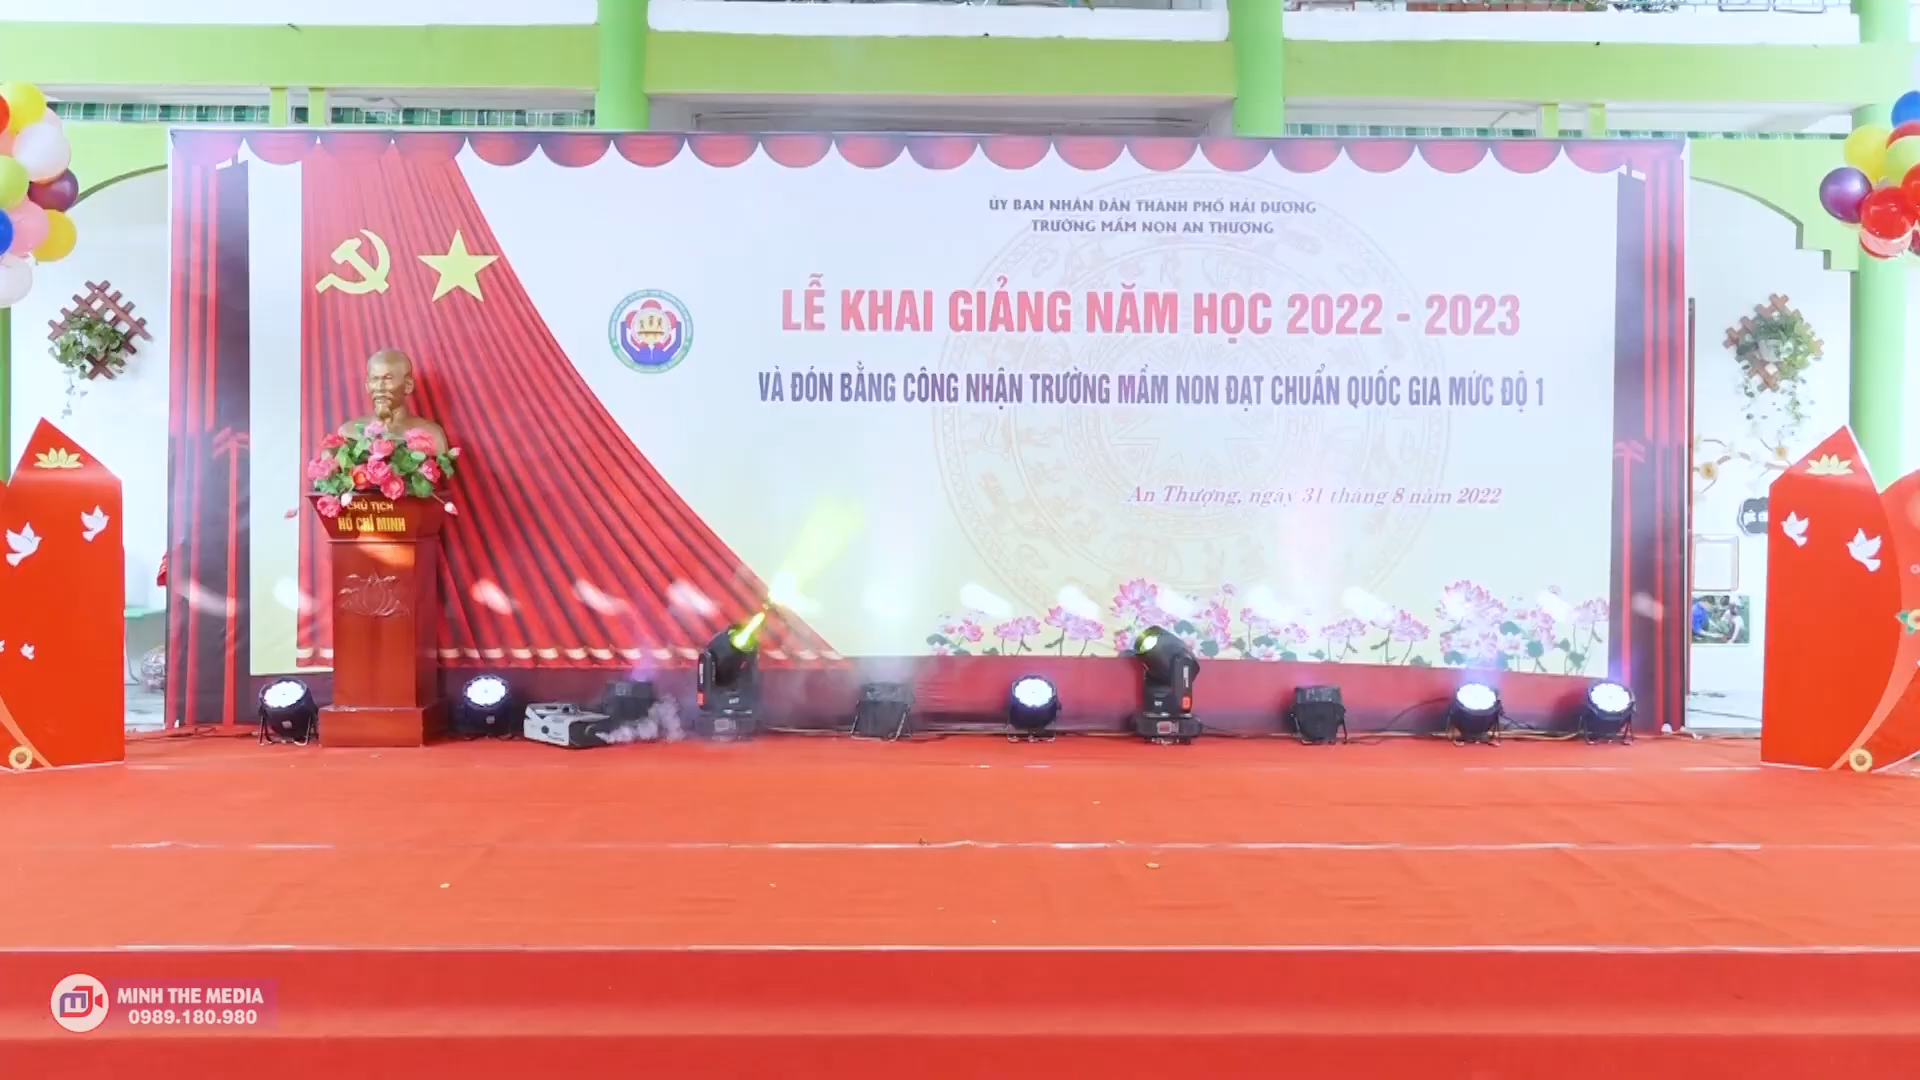 ỦY BAN NHÂN DÂN THÀNH PHỐ HẢI DƯƠNG
TRƯỜNG MẦM NON AN THƯỢNG
LỄ KHAI GIẢNG NĂM HỌC 2022 - 2023
VÀ ĐÓN BẰNG CÔNG NHẬN TRƯỜNG MẦM NON ĐẠT CHUẨN QUỐC GIA MỨC ĐỘ 1
An Thượng, ngày 31 tháng 8 năm 2022
CHỦ TỊCH
HỒ CHÍ MINH
MINH THE MEDIA
0989.180.980